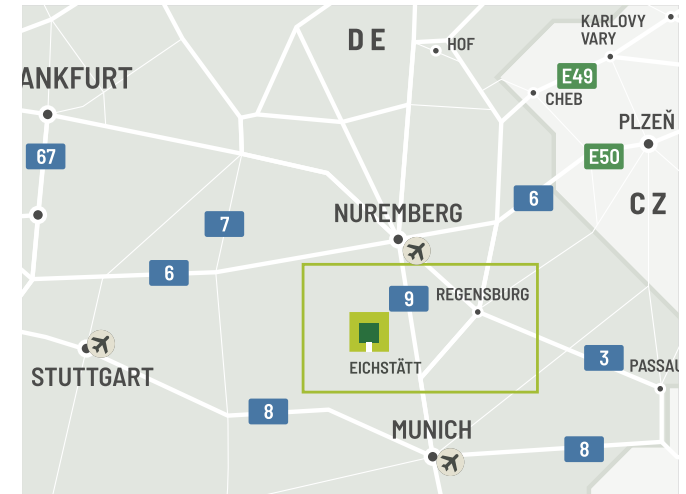 KARLOVY
VARY
DE
HOF
ANKFURT
E49
CHEB
PLZEŇ
67
E50
6
CZ
NUREMBERG
7
6
9
REGENSBURG
EICHSTÄTT
3
PASSAU
STUTTGART
8
MUNICH
8